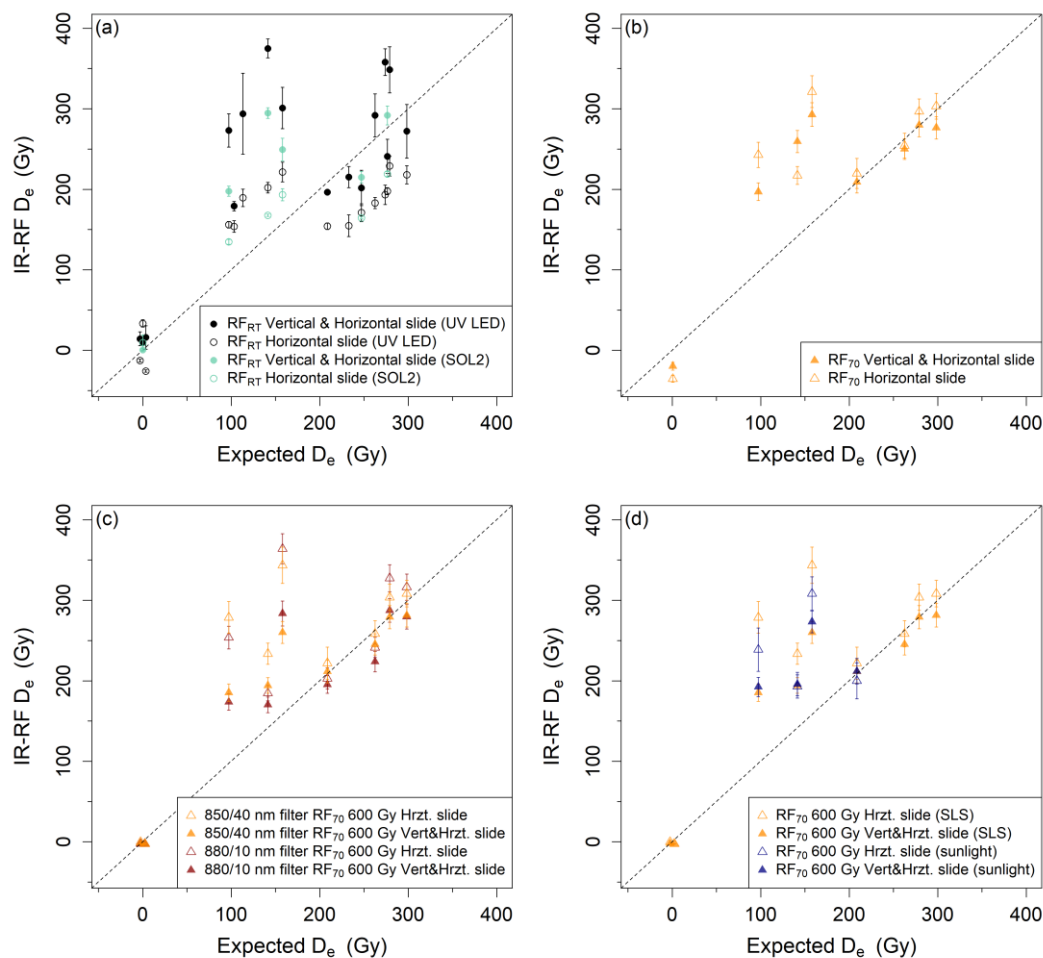 (a)
400
300
200
100
0
IR-RF De (Gy)
RFRT Vertical & Horizontal slide (UV LED)
RFRT Horizontal slide (UV LED)
RFRT Vertical & Horizontal slide (SOL2)
RFRT Horizontal slide (SOL2)
0 100 200 300 400
Expected De (Gy)
(b)
400
300
200
100
0
IR-RF De (Gy)
RF70 Vertical & Horizontal slide
RF70 Horizontal slide
0 100 200 300 400
Expected De (Gy)
(c)
400
300
200
100
0
IR-RF De (Gy)
850/40 nm filter RF70 600 Gy Hrzt. slide
850/40 nm filter RF70 600 Gy Vert&Hrzt. slide
880/10 nm filter RF70 600 Gy Hrzt. slide
880/10 nm filter RF70 600 Gy Vert&Hrzt. slide
0 100 200 300 400
Expected De (Gy)
(d)
400
300
200
100
0
IR-RF De (Gy)
RF70 600 Gy Hrzt. slide (SLS)
RF70 600 Gy Vert&Hrzt. slide (SLS)
RF70 600 Gy Hrzt. slide (sunlight)
RF70 600 Gy Vert&Hrzt. slide (sunlight)
0 100 200 300 400
Expected De (Gy)